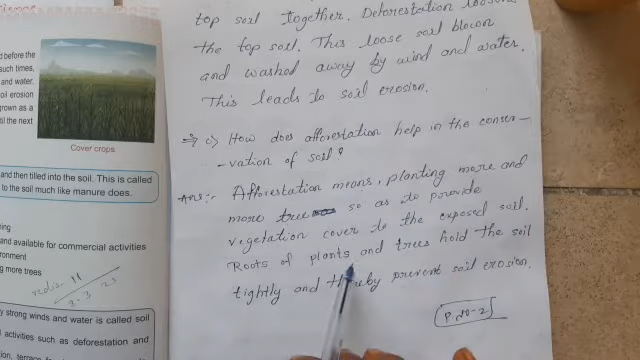 Science
d before the
such times,
and water.
oil erosion
rown as a
til the next
Cover crops
and then tilled into the soil. This is called
to the soil much like manure does.
ing
and available for commercial activities
ronment
g more trees
y strong winds and water is called soil
activities such as deforestation and
top soil together. Deforestation
the top soil. This loose soil blown
and washed away by wind and water.
This leads to soil erosion.
⇒ c) How does afforestation help in the conser-
-vation of soil?
Ans:- Afforestation means, planting more and
more tree so as to provide
vegetation cover to the exposed soil.
Roots of plants and trees hold the soil
tightly and thereby prevent soil erosion.